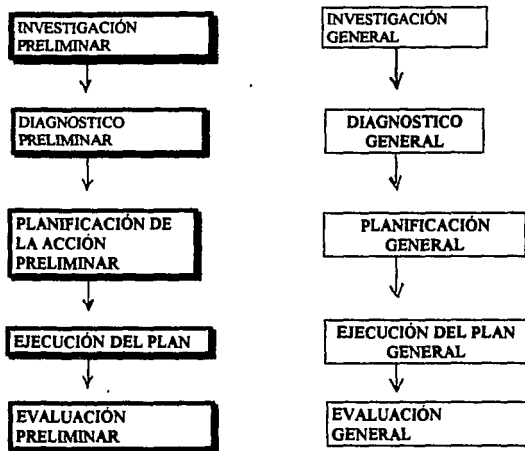 INVESTIGACIÓN
PRELIMINAR
DIAGNOSTICO
PRELIMINAR
PLANIFICACIÓN DE
LA ACCIÓN
PRELIMINAR
EJECUCIÓN DEL PLAN
EVALUACIÓN
PRELIMINAR
INVESTIGACIÓN
GENERAL
DIAGNOSTICO
GENERAL
PLANIFICACIÓN
GENERAL
EJECUCIÓN DEL PLAN
GENERAL
EVALUACIÓN
GENERAL